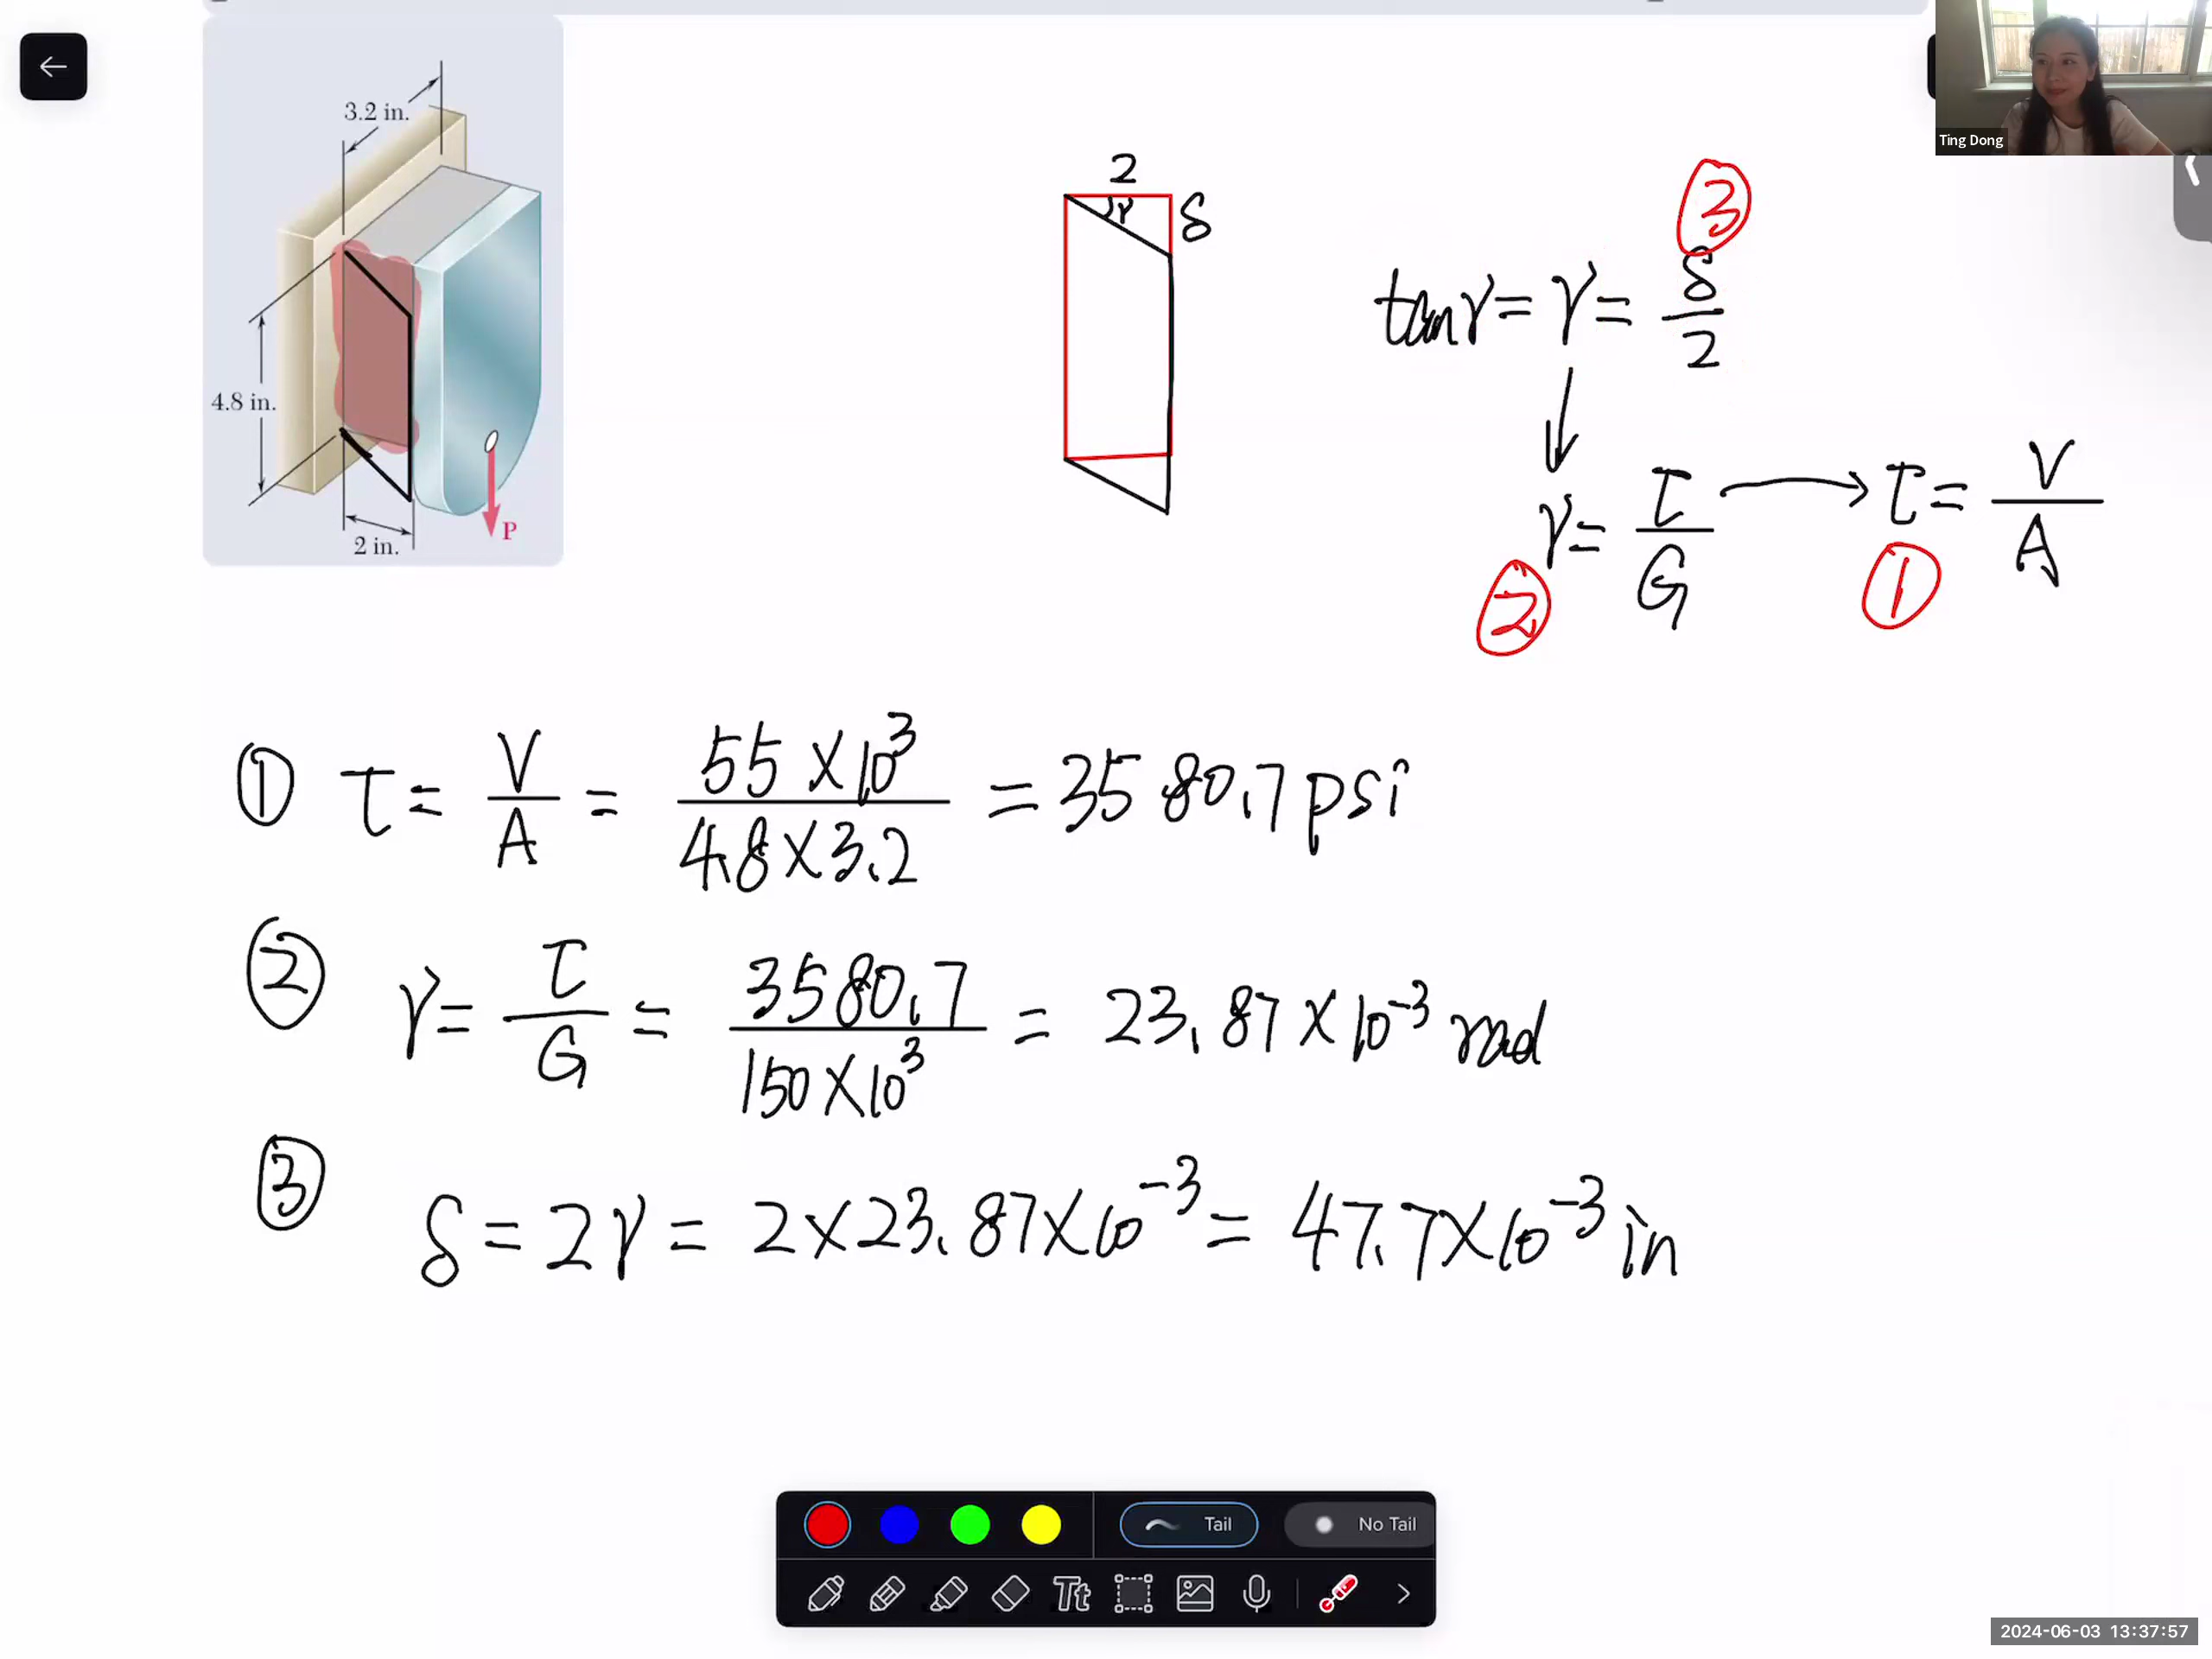 3.2 in.
4.8 in.
2 in.
P
Ting Dong
2
γ
δ
tanγ = γ = δ/2
③
γ = τ/G → τ = V/A
②
①
① τ = V/A = 55 × 10³ / 4.8 × 3.2 = 3580.7 psi
② γ = τ/G = 3580.7 / 150 × 10³ = 23.87 × 10⁻³ rad
③ δ = 2γ = 2 × 23.87 × 10⁻³ = 47.7 × 10⁻³ in
Tail
No Tail
Tt
2024-06-03 13:37:57